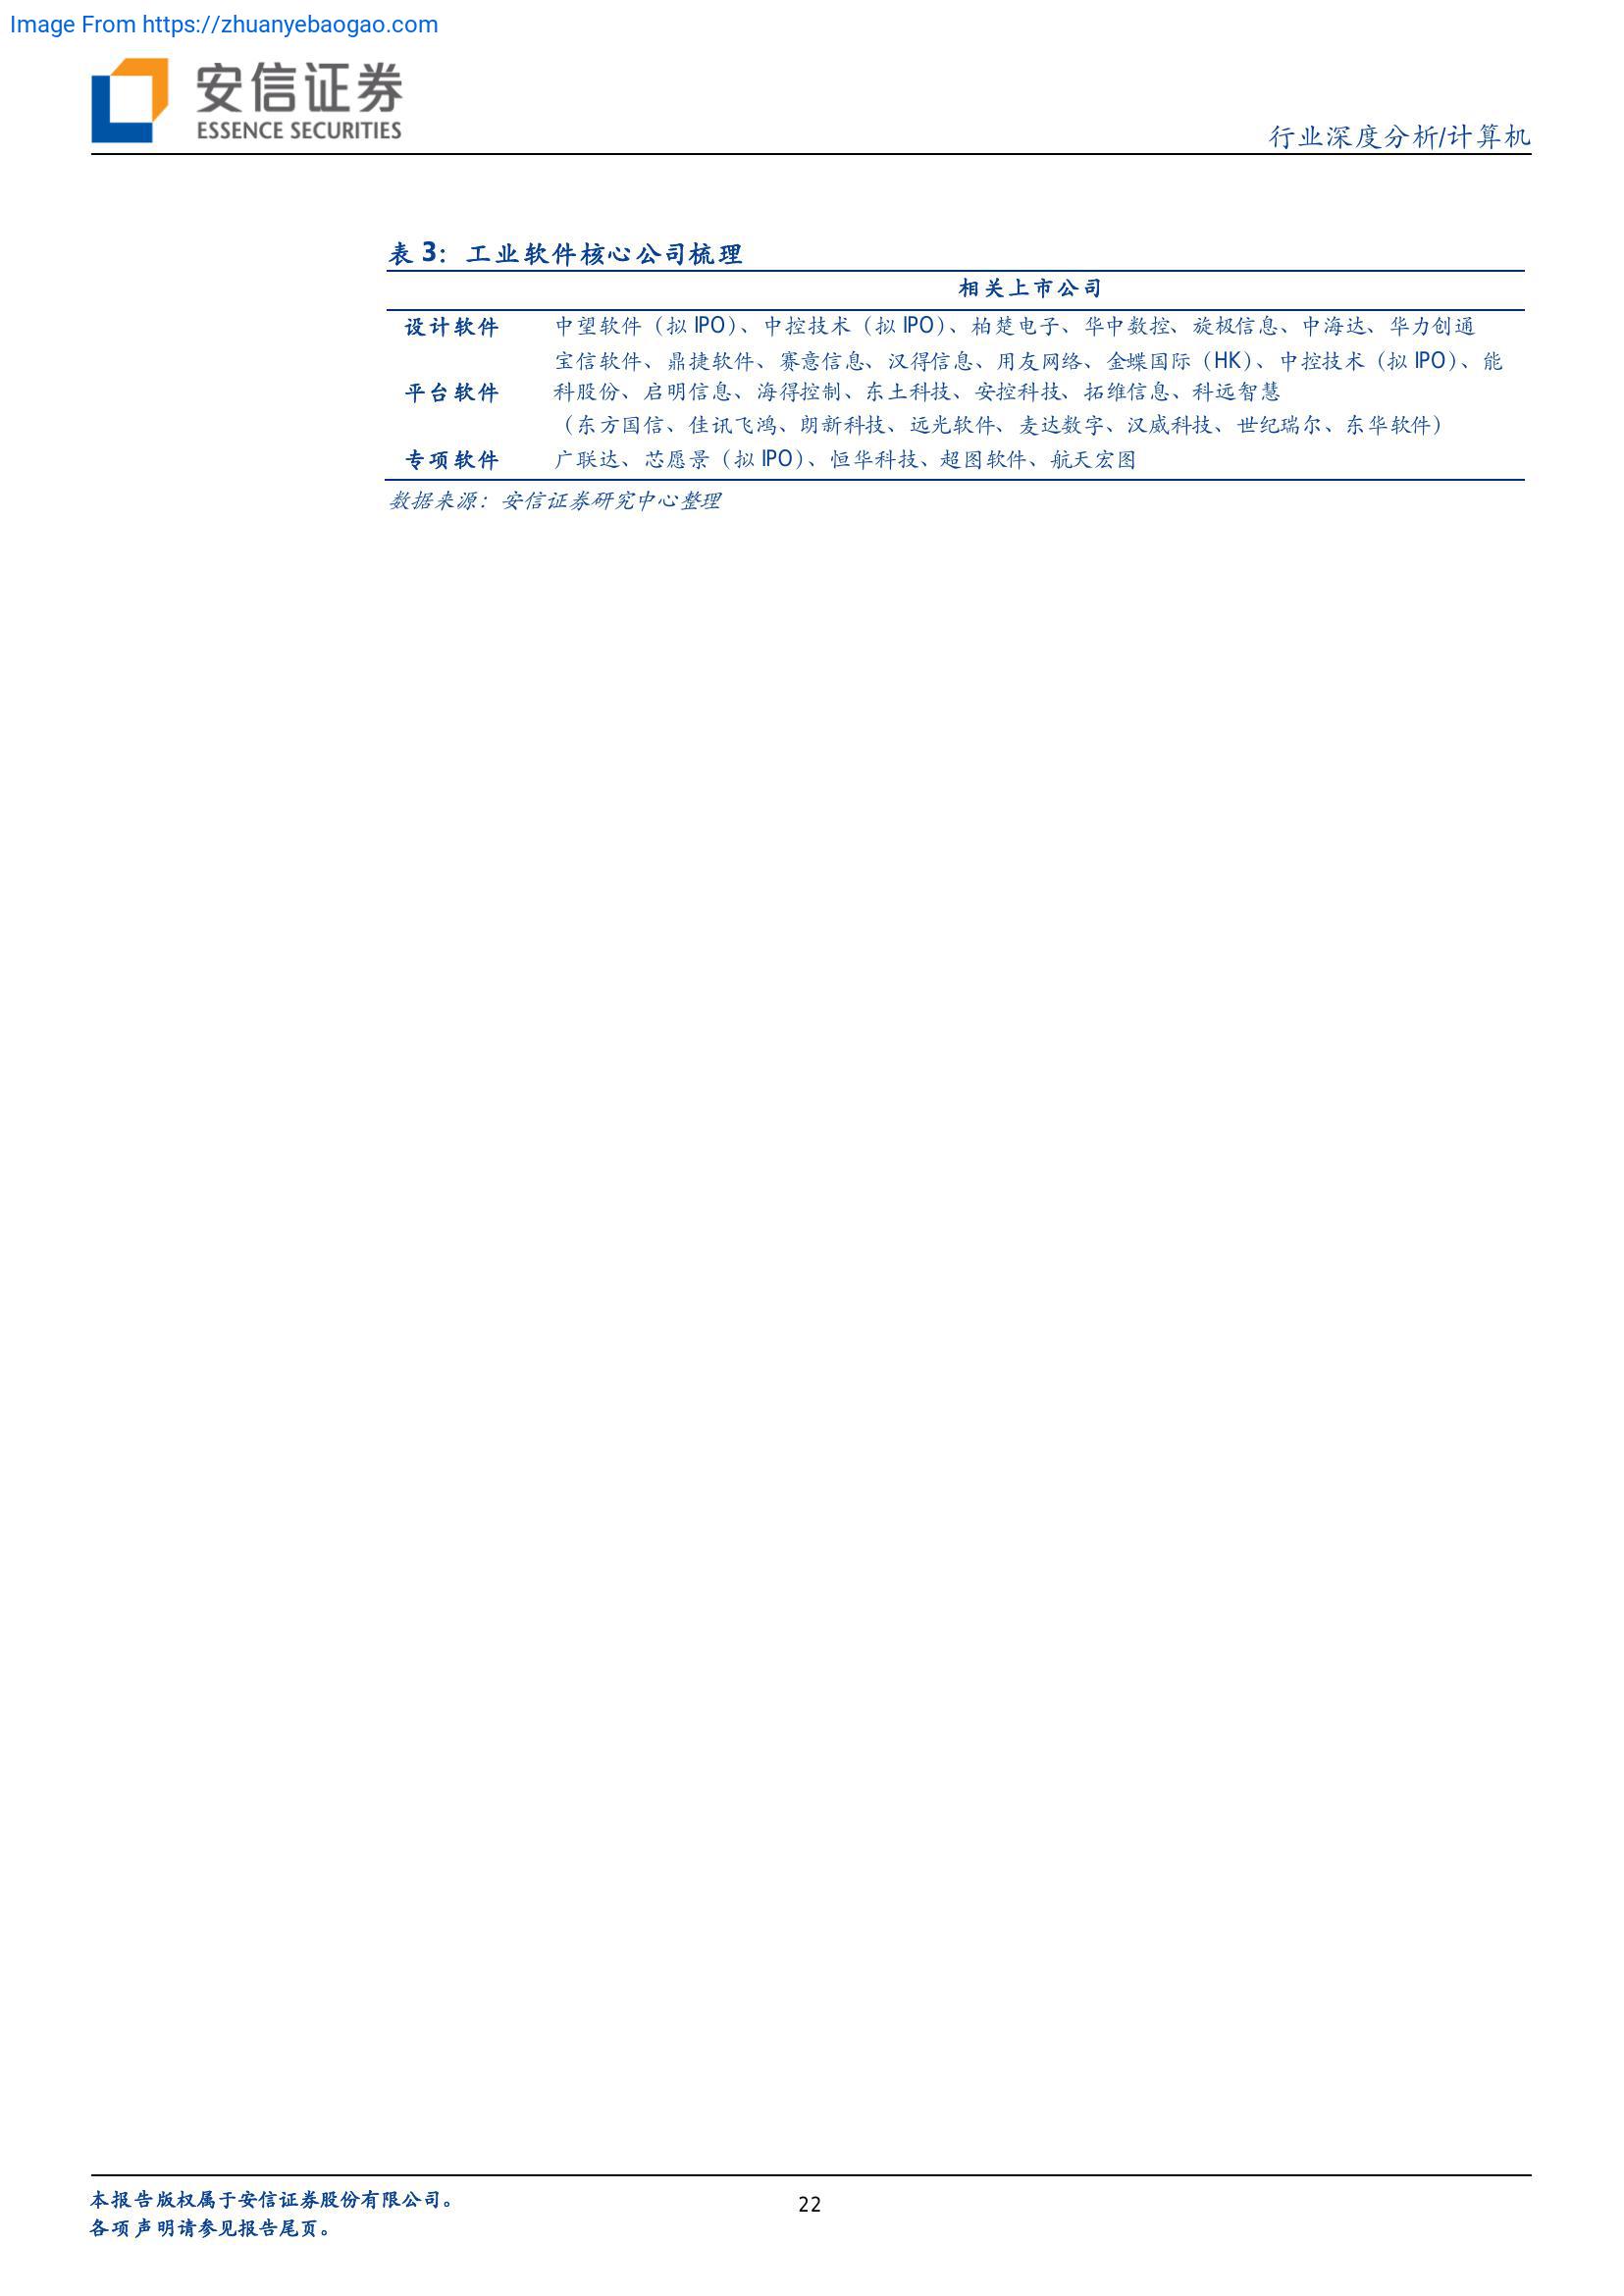 Image From https://zhuanyebaogao.com
安信证券
ESSENCE SECURITIES
行业深度分析/计算机
表 3：工业软件核心公司梳理
相关上市公司
设计软件 中望软件（拟 IPO）、中控技术（拟 IPO）、柏楚电子、华中数控、旋极信息、中海达、华力创通
宝信软件、鼎捷软件、赛意信息、汉得信息、用友网络、金蝶国际（HK）、中控技术（拟 IPO）、能
平台软件 科股份、启明信息、海得控制、东土科技、安控科技、拓维信息、科远智慧
（东方国信、佳讯飞鸿、朗新科技、远光软件、麦达数字、汉威科技、世纪瑞尔、东华软件）
专项软件 广联达、芯愿景（拟 IPO）、恒华科技、超图软件、航天宏图
数据来源：安信证券研究中心整理
本报告版权属于安信证券股份有限公司。
22
各项声明请参见报告尾页。